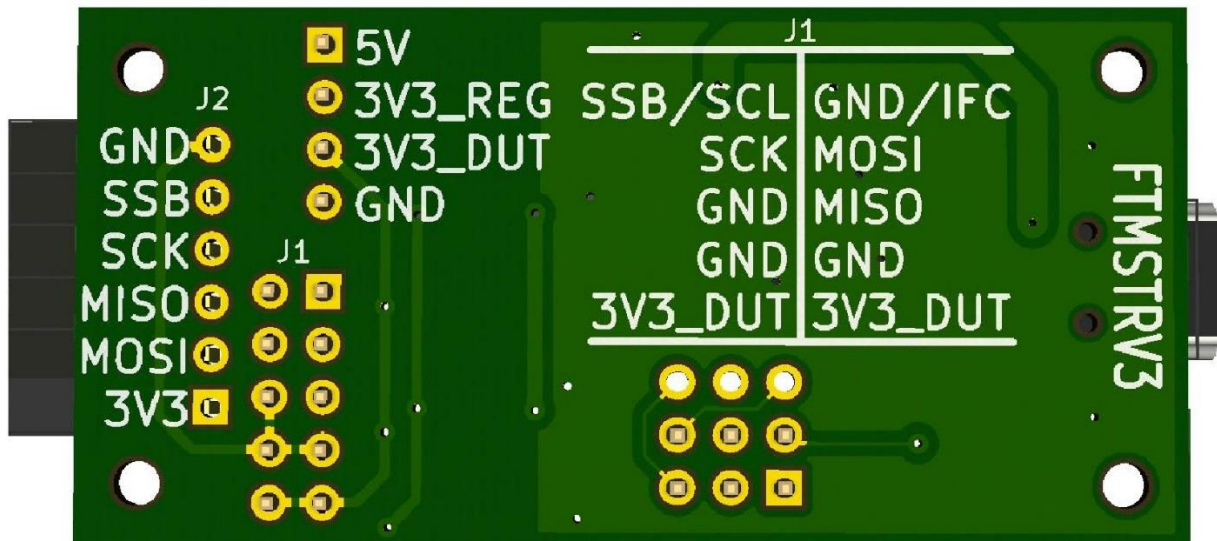 J2
GND
SSB
SCK
MISO
MOSI
3V3
5V
3V3_REG
3V3_DUT
GND
J1
J1
SSB/SCL GND/IFC
SCK MOSI
GND MISO
GND GND
3V3_DUT 3V3_DUT
FTMSTRV3